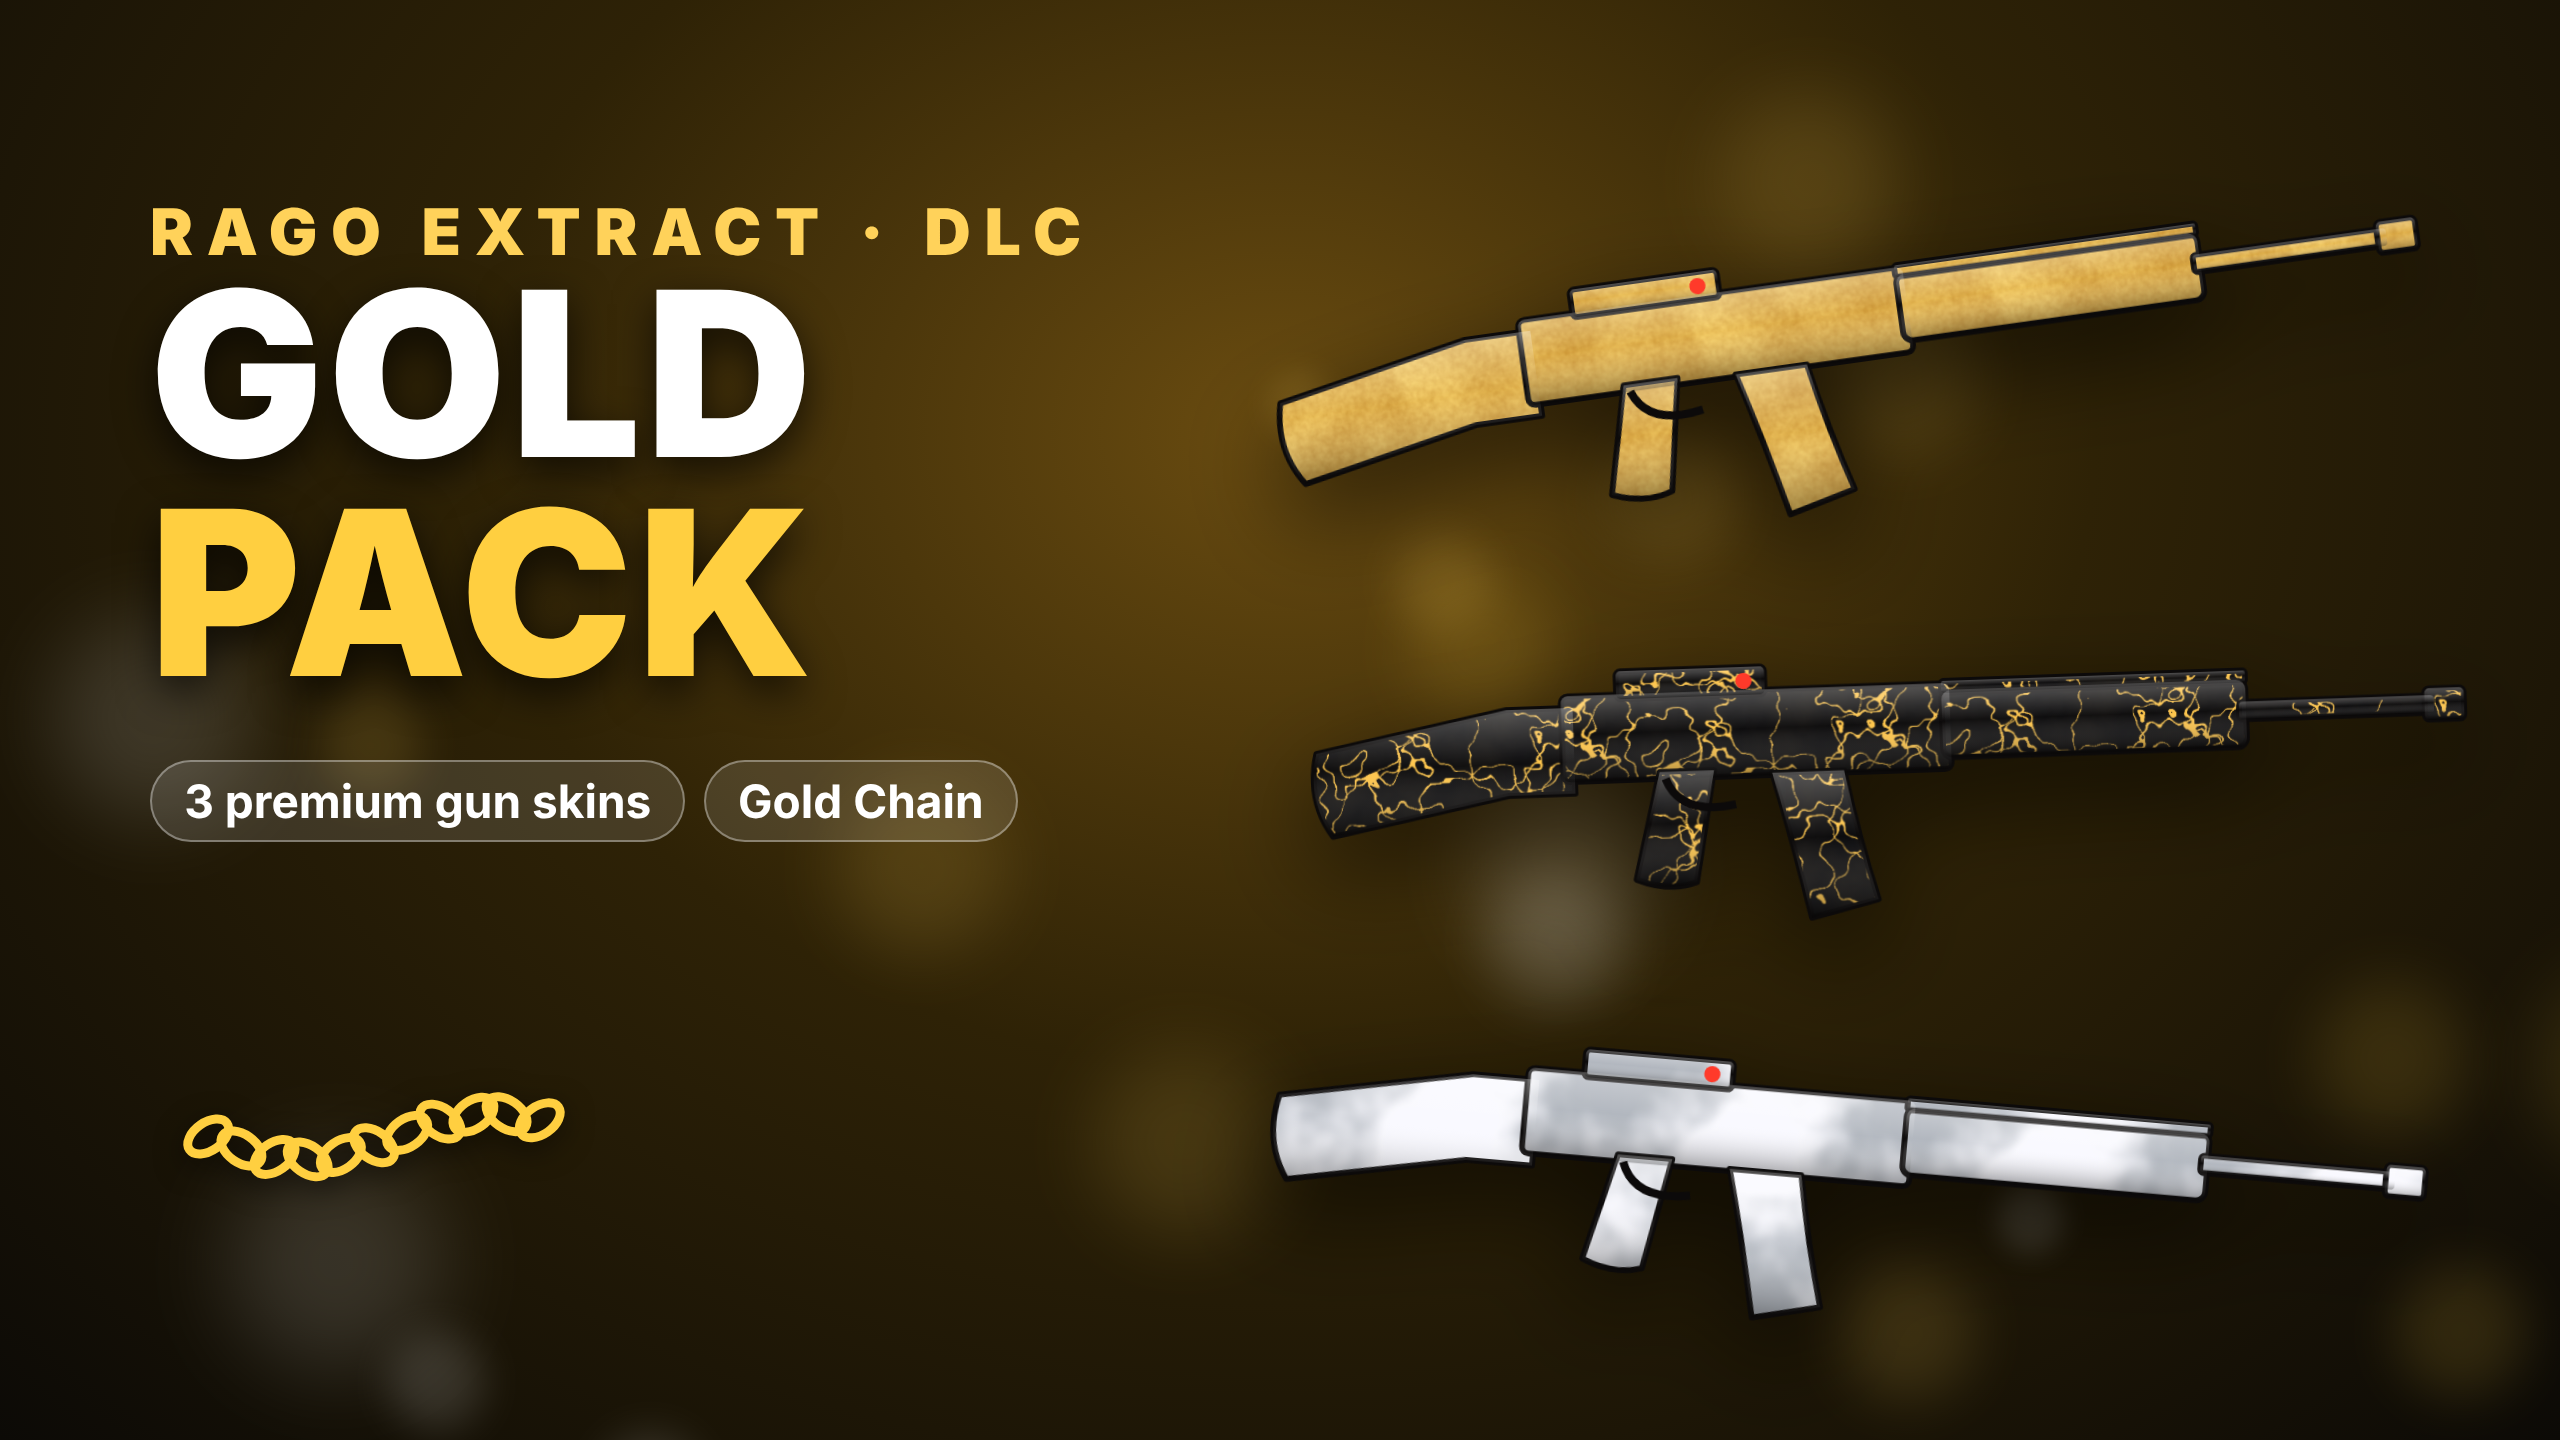 RAGO EXTRACT · DLC
GOLD
PACK
3 premium gun skins
Gold Chain